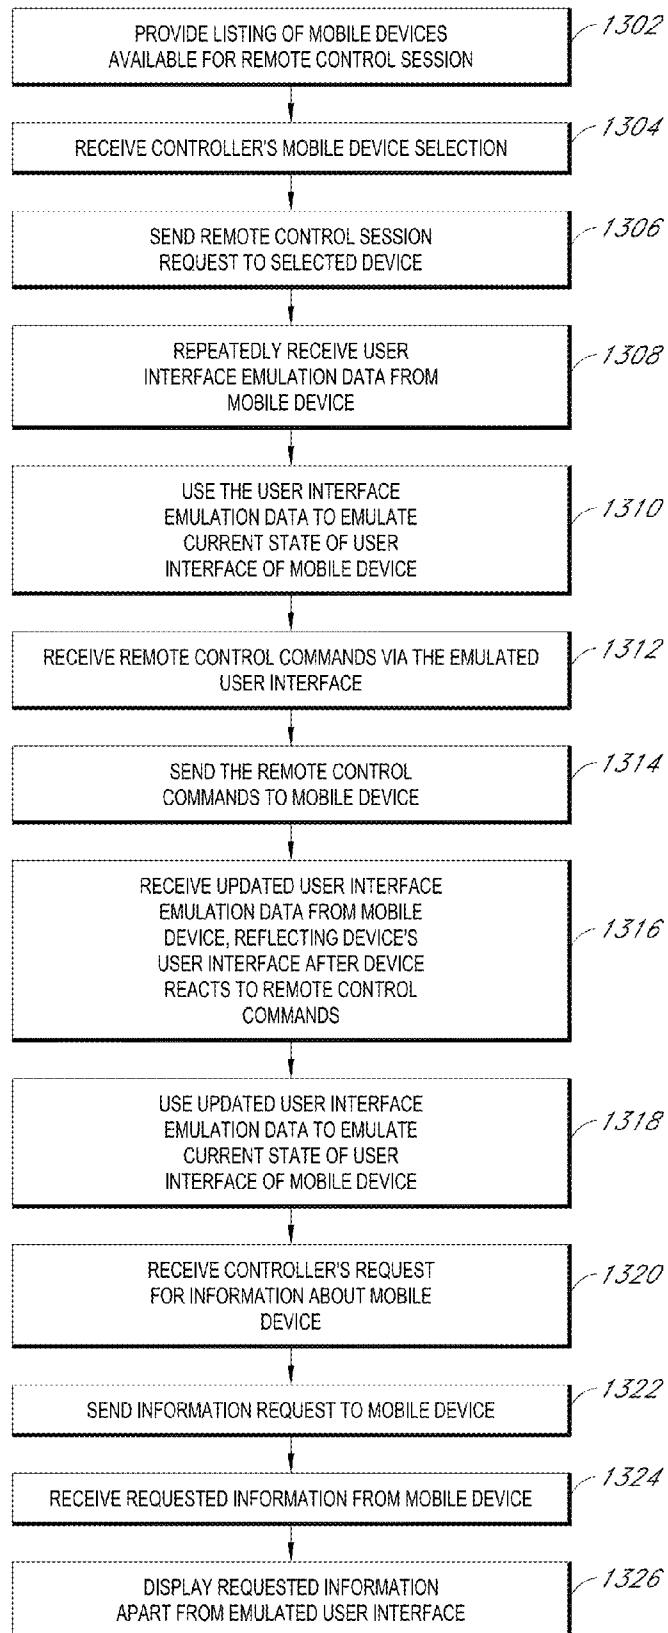 PROVIDE LISTING OF MOBILE DEVICES
AVAILABLE FOR REMOTE CONTROL SESSION
1302
RECEIVE CONTROLLER'S MOBILE DEVICE SELECTION
1304
SEND REMOTE CONTROL SESSION
REQUEST TO SELECTED DEVICE
1306
REPEATEDLY RECEIVE USER
INTERFACE EMULATION DATA FROM
MOBILE DEVICE
1308
USE THE USER INTERFACE
EMULATION DATA TO EMULATE
CURRENT STATE OF USER
INTERFACE OF MOBILE DEVICE
1310
RECEIVE REMOTE CONTROL COMMANDS VIA THE EMULATED
USER INTERFACE
1312
SEND THE REMOTE CONTROL
COMMANDS TO MOBILE DEVICE
1314
RECEIVE UPDATED USER INTERFACE
EMULATION DATA FROM MOBILE
DEVICE, REFLECTING DEVICE'S
USER INTERFACE AFTER DEVICE
REACTS TO REMOTE CONTROL
COMMANDS
1316
USE UPDATED USER INTERFACE
EMULATION DATA TO EMULATE
CURRENT STATE OF USER
INTERFACE OF MOBILE DEVICE
1318
RECEIVE CONTROLLER'S REQUEST
FOR INFORMATION ABOUT MOBILE
DEVICE
1320
SEND INFORMATION REQUEST TO MOBILE DEVICE
1322
RECEIVE REQUESTED INFORMATION FROM MOBILE DEVICE
1324
DISPLAY REQUESTED INFORMATION
APART FROM EMULATED USER INTERFACE
1326